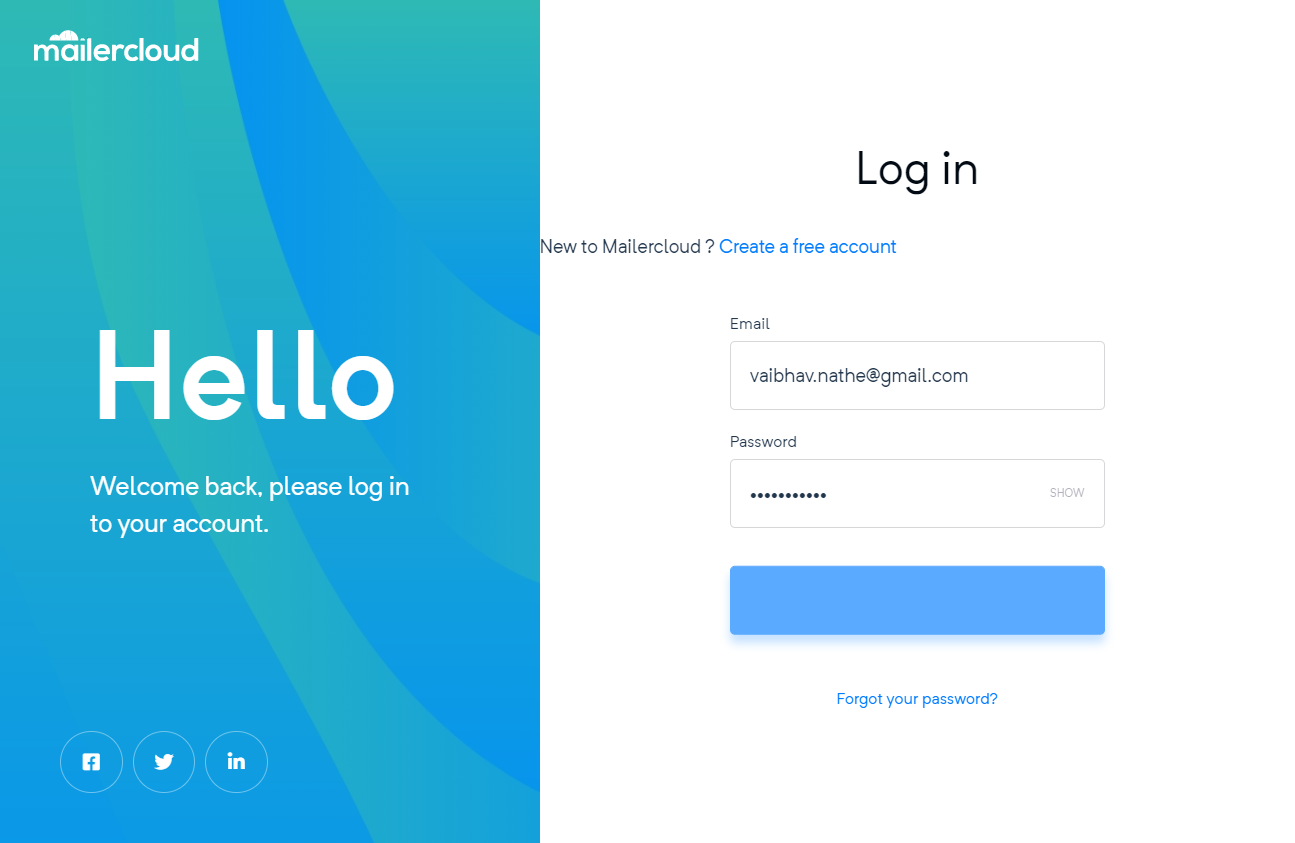 mailercloud
Hello
Welcome back, please log in
to your account.
Log in
New to Mailercloud ? Create a free account
Email
vaibhav.nathe@gmail.com
Password
•••••••••••
SHOW
Forgot your password?